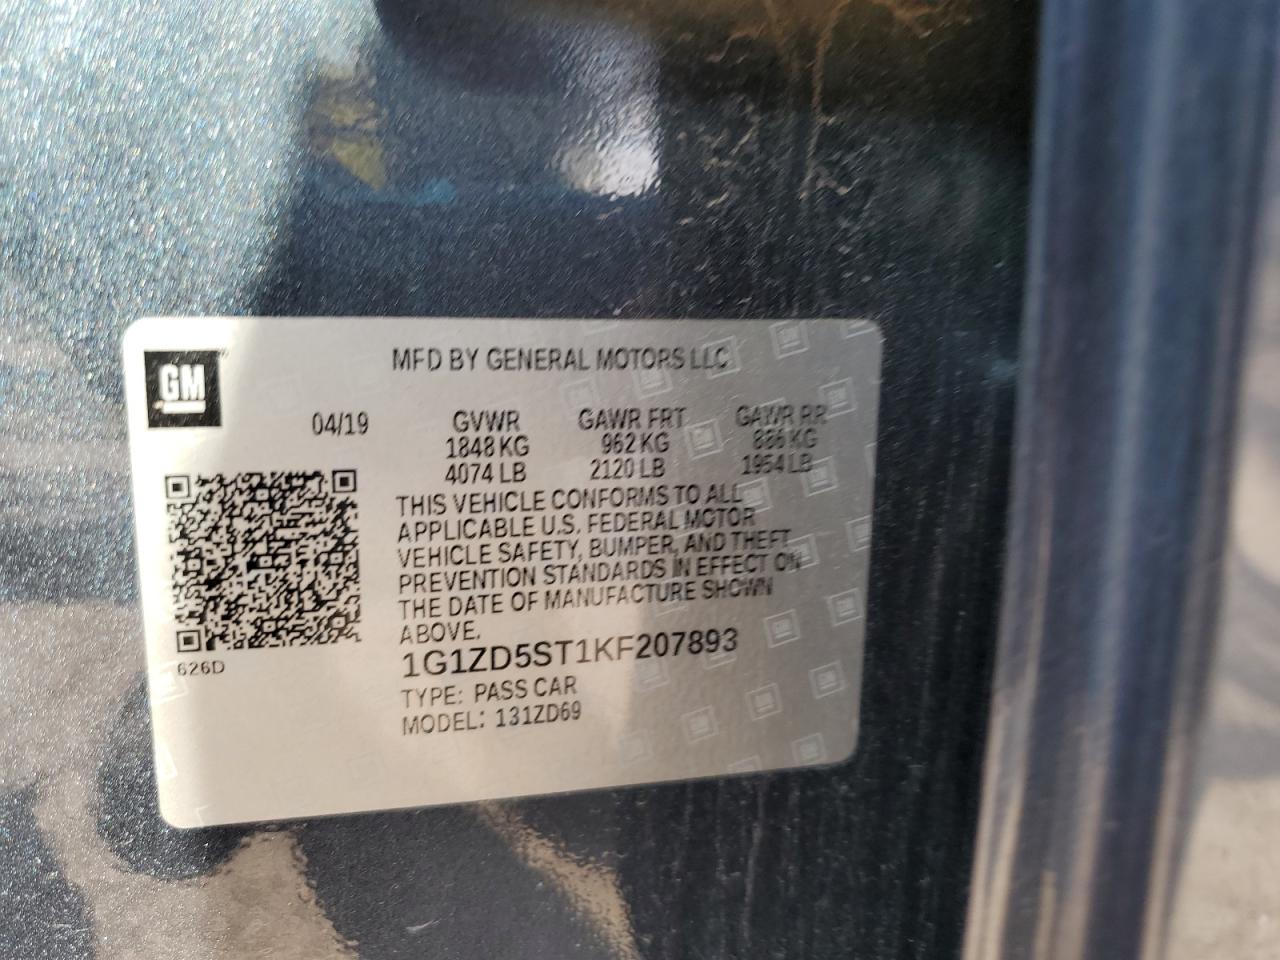 MFD BY GENERAL MOTORS LLC
GM
04/19 GVWR GAWR FRT GAWR RR
1848 KG 962 KG 886 KG
4074 LB 2120 LB 1954 LB
THIS VEHICLE CONFORMS TO ALL
APPLICABLE U.S. FEDERAL MOTOR
VEHICLE SAFETY, BUMPER, AND THEFT
PREVENTION STANDARDS IN EFFECT ON
THE DATE OF MANUFACTURE SHOWN
ABOVE.
626D
1G1ZD5ST1KF207893
TYPE: PASS CAR
MODEL: 131ZD69